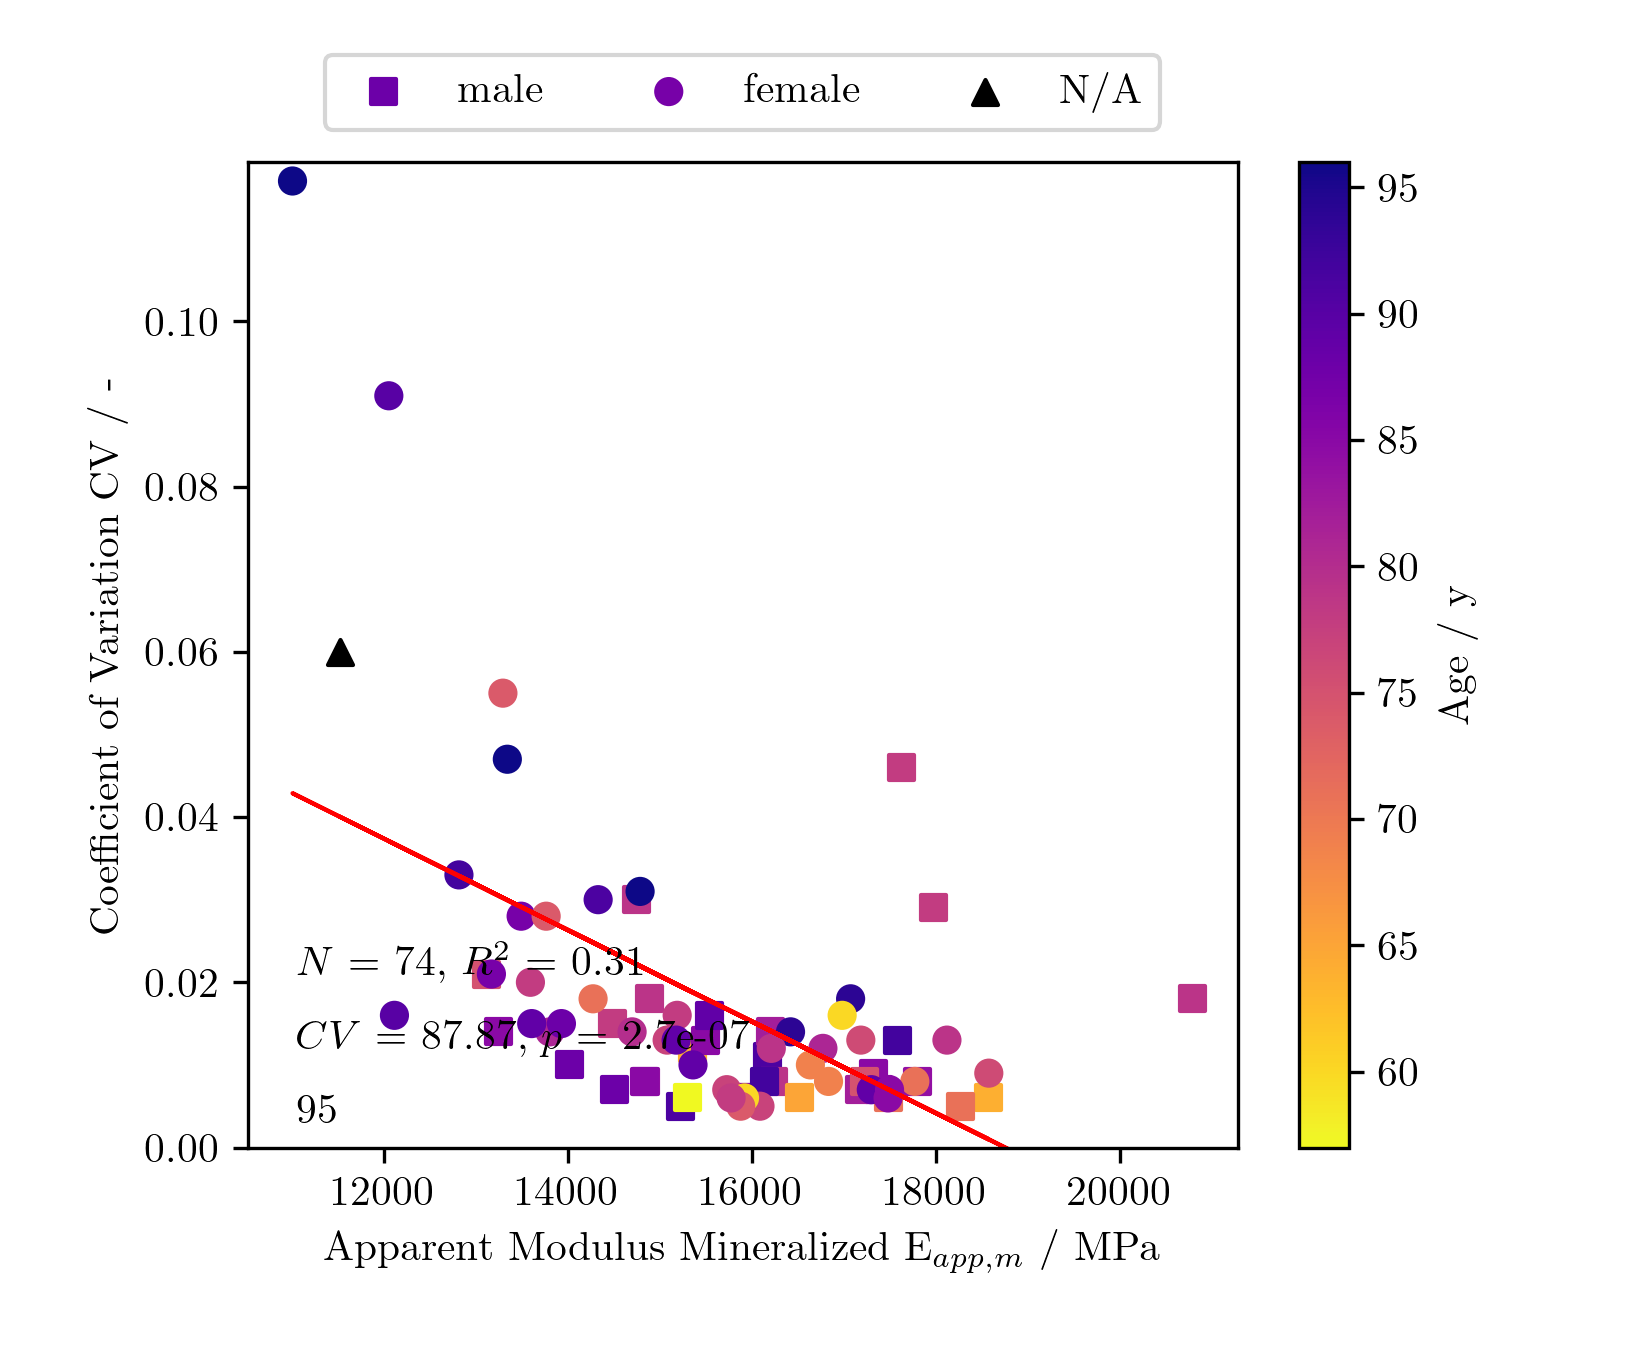 male female N/A
0.10
0.08
0.06
0.04
0.02
0.00
Coefficient of Variation CV / -
N = 74, R² = 0.31
CV = 87.87, p = 2.7e-07
95
12000 14000 16000 18000 20000
Apparent Modulus Mineralized E_{app,m} / MPa
95
90
85
80
75
70
65
60
Age / y